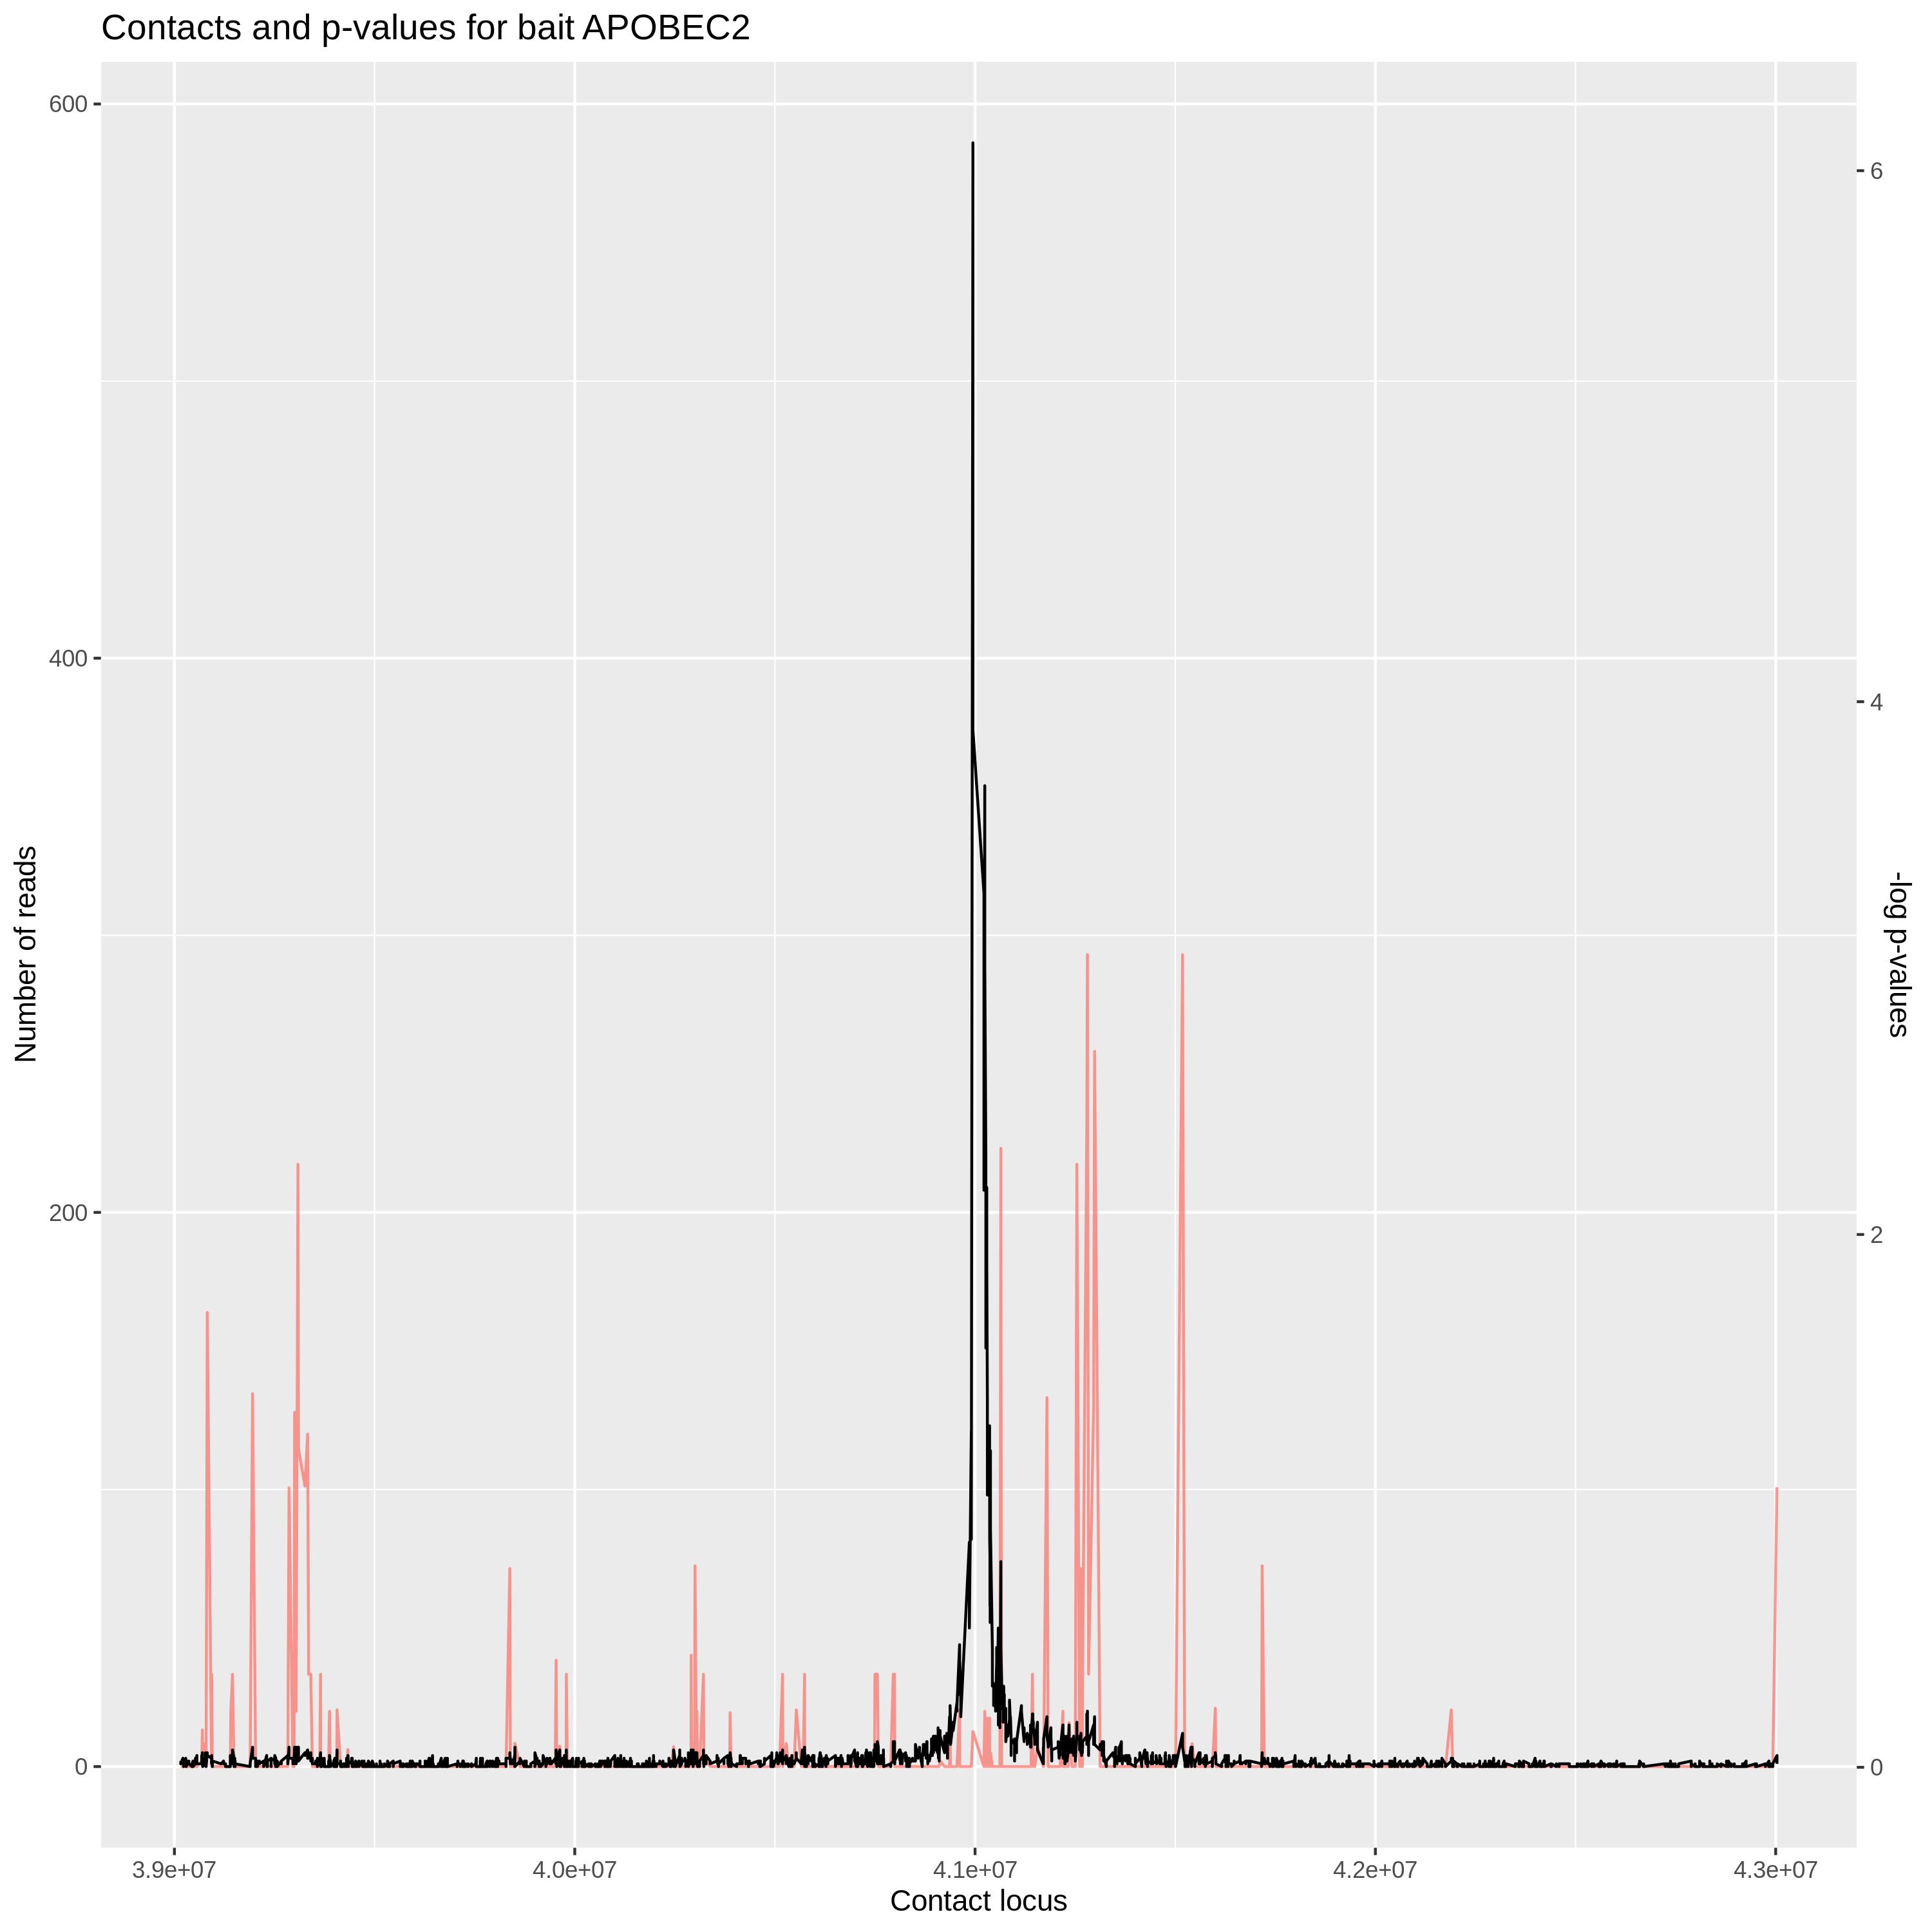 Contacts and p-values for bait APOBEC2
600
400
200
0
Number of reads
6
4
2
0
-log p-values
3.9e+07
4.0e+07
4.1e+07
4.2e+07
4.3e+07
Contact locus